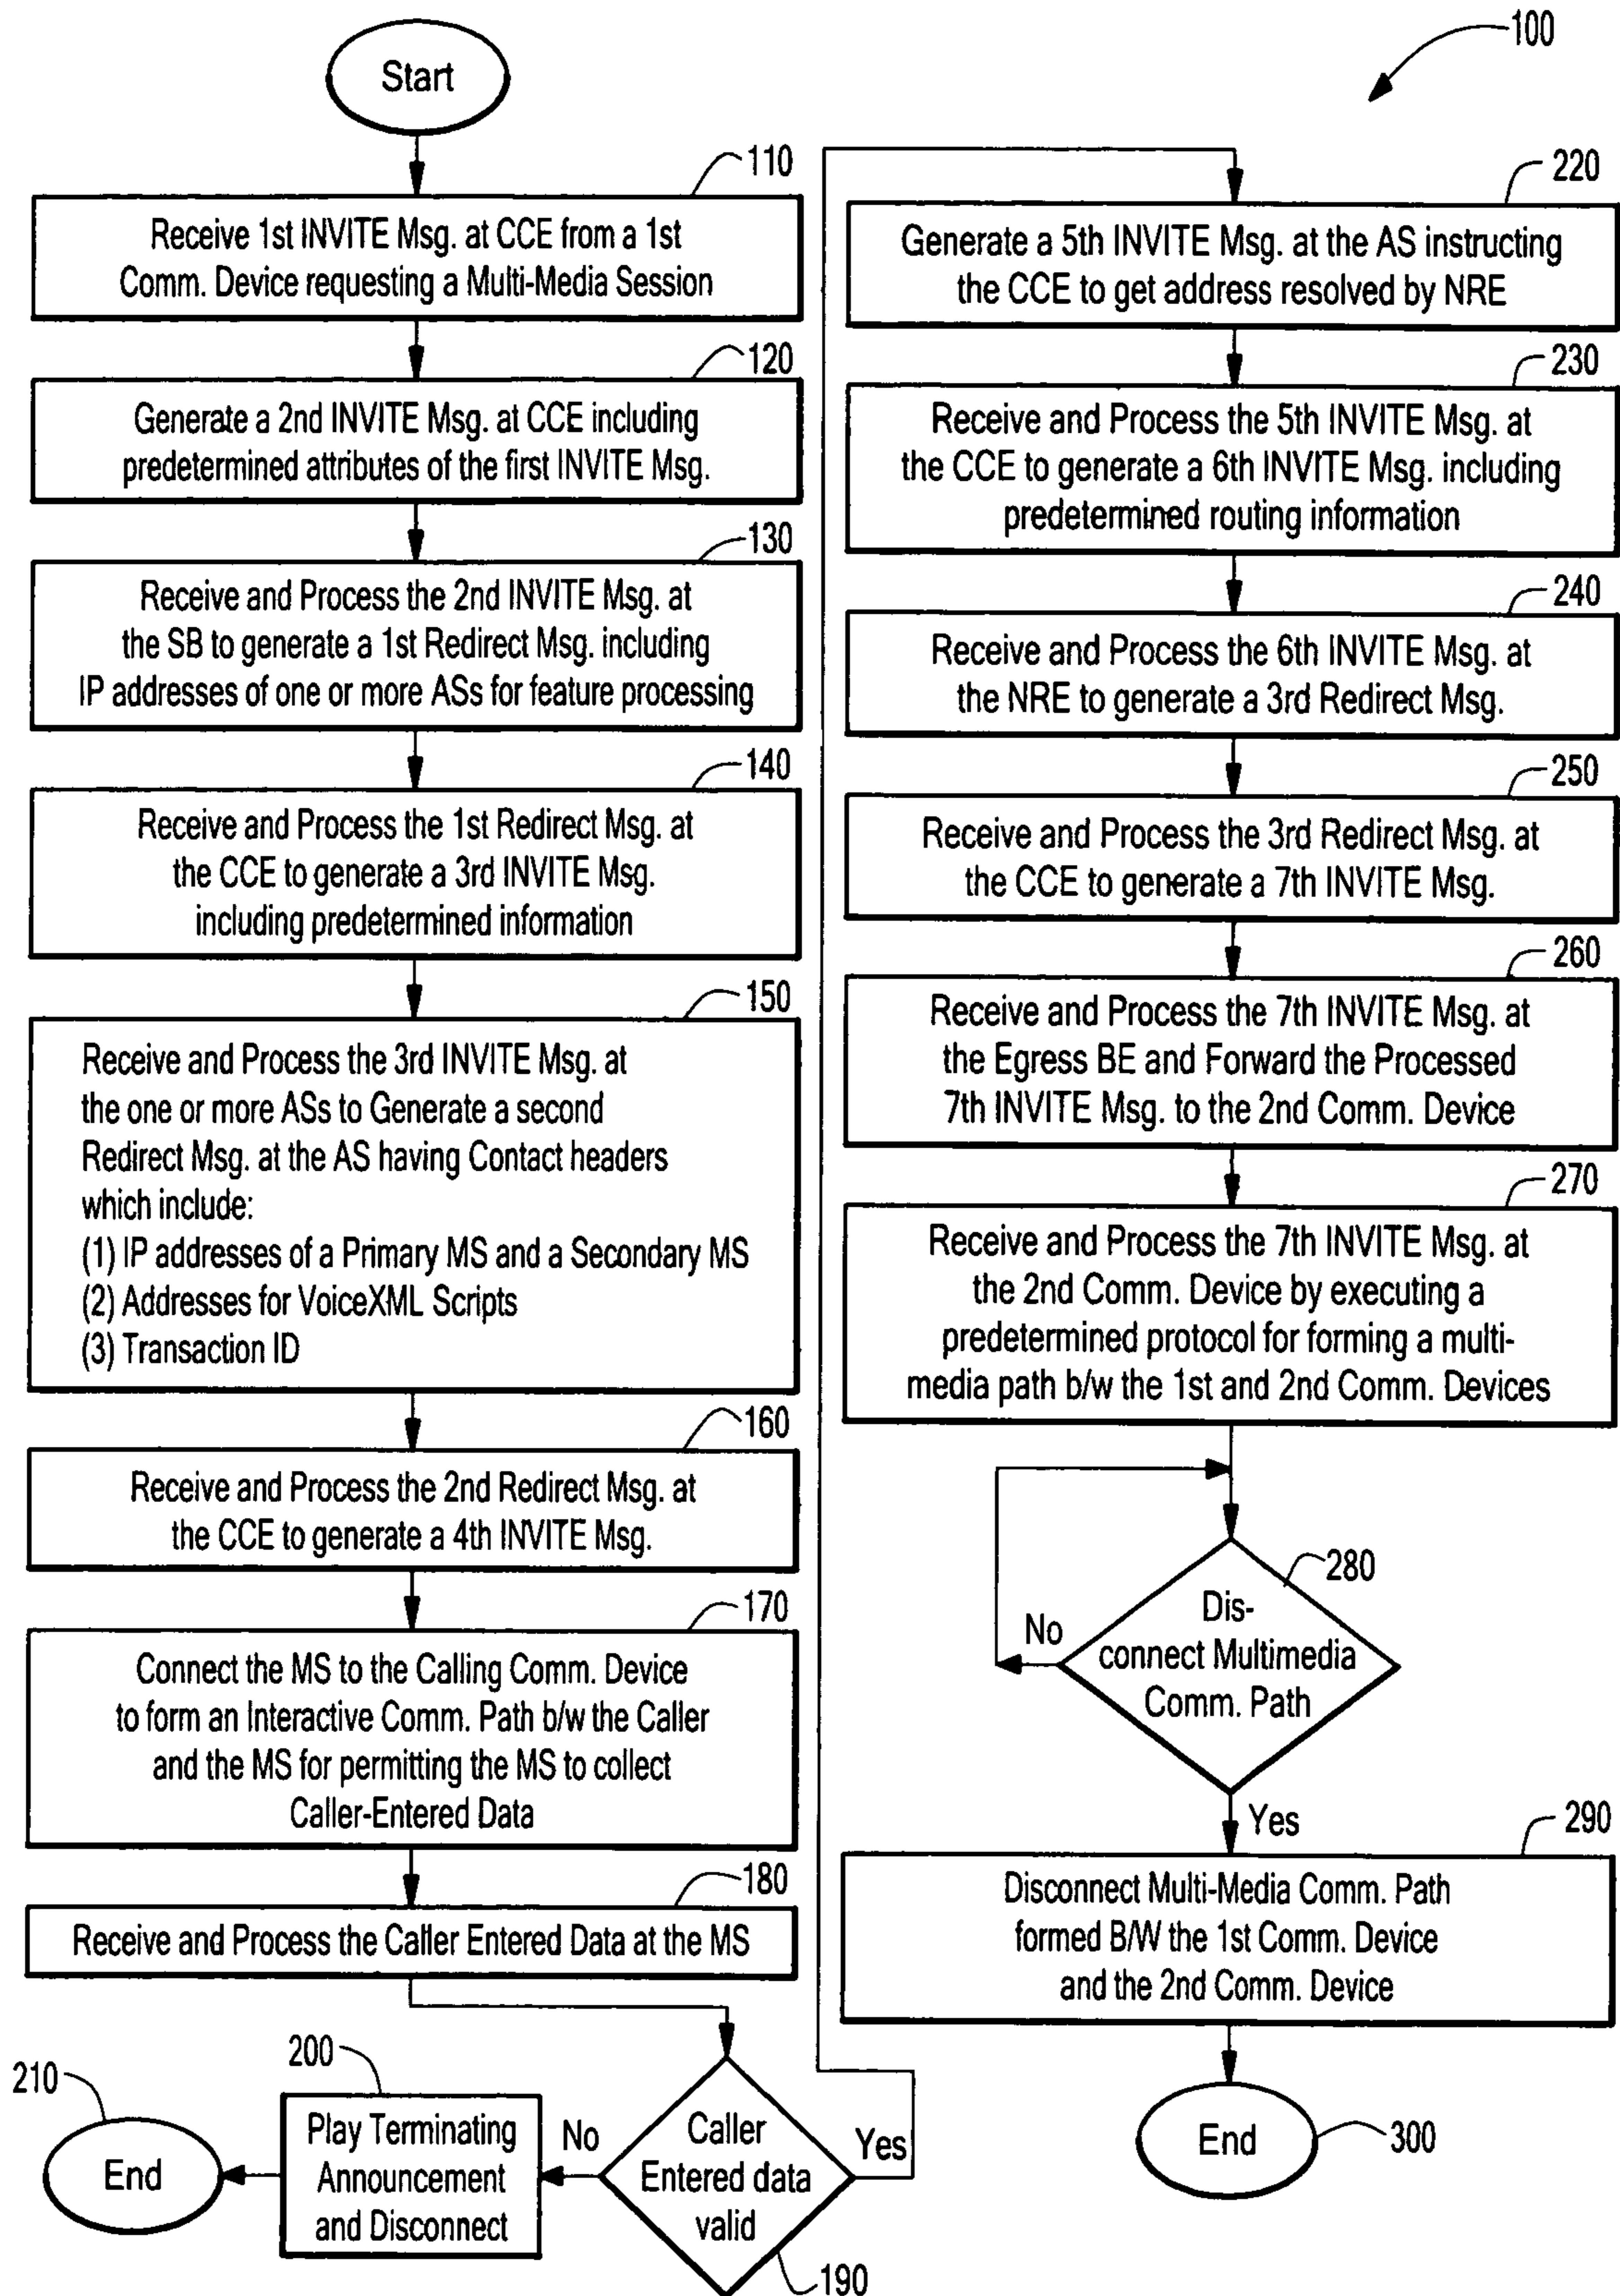 100
Start
110
Receive 1st INVITE Msg. at CCE from a 1st
Comm. Device requesting a Multi-Media Session
120
Generate a 2nd INVITE Msg. at CCE including
predetermined attributes of the first INVITE Msg.
130
Receive and Process the 2nd INVITE Msg. at
the SB to generate a 1st Redirect Msg. including
IP addresses of one or more ASs for feature processing
140
Receive and Process the 1st Redirect Msg. at
the CCE to generate a 3rd INVITE Msg.
including predetermined information
150
Receive and Process the 3rd INVITE Msg. at
the one or more ASs to Generate a second
Redirect Msg. at the AS having Contact headers
which include:
(1) IP addresses of a Primary MS and a Secondary MS
(2) Addresses for VoiceXML Scripts
(3) Transaction ID
160
Receive and Process the 2nd Redirect Msg. at
the CCE to generate a 4th INVITE Msg.
170
Connect the MS to the Calling Comm. Device
to form an Interactive Comm. Path b/w the Caller
and the MS for permitting the MS to collect
Caller-Entered Data
180
Receive and Process the Caller Entered Data at the MS
190
Caller
Entered data
valid
No
Yes
200
Play Terminating
Announcement
and Disconnect
210
End
220
Generate a 5th INVITE Msg. at the AS instructing
the CCE to get address resolved by NRE
230
Receive and Process the 5th INVITE Msg. at
the CCE to generate a 6th INVITE Msg. including
predetermined routing information
240
Receive and Process the 6th INVITE Msg. at
the NRE to generate a 3rd Redirect Msg.
250
Receive and Process the 3rd Redirect Msg. at
the CCE to generate a 7th INVITE Msg.
260
Receive and Process the 7th INVITE Msg. at
the Egress BE and Forward the Processed
7th INVITE Msg. to the 2nd Comm. Device
270
Receive and Process the 7th INVITE Msg. at
the 2nd Comm. Device by executing a
predetermined protocol for forming a multi-
media path b/w the 1st and 2nd Comm. Devices
280
Dis-
connect Multimedia
Comm. Path
No
Yes
290
Disconnect Multi-Media Comm. Path
formed B/W the 1st Comm. Device
and the 2nd Comm. Device
End
300